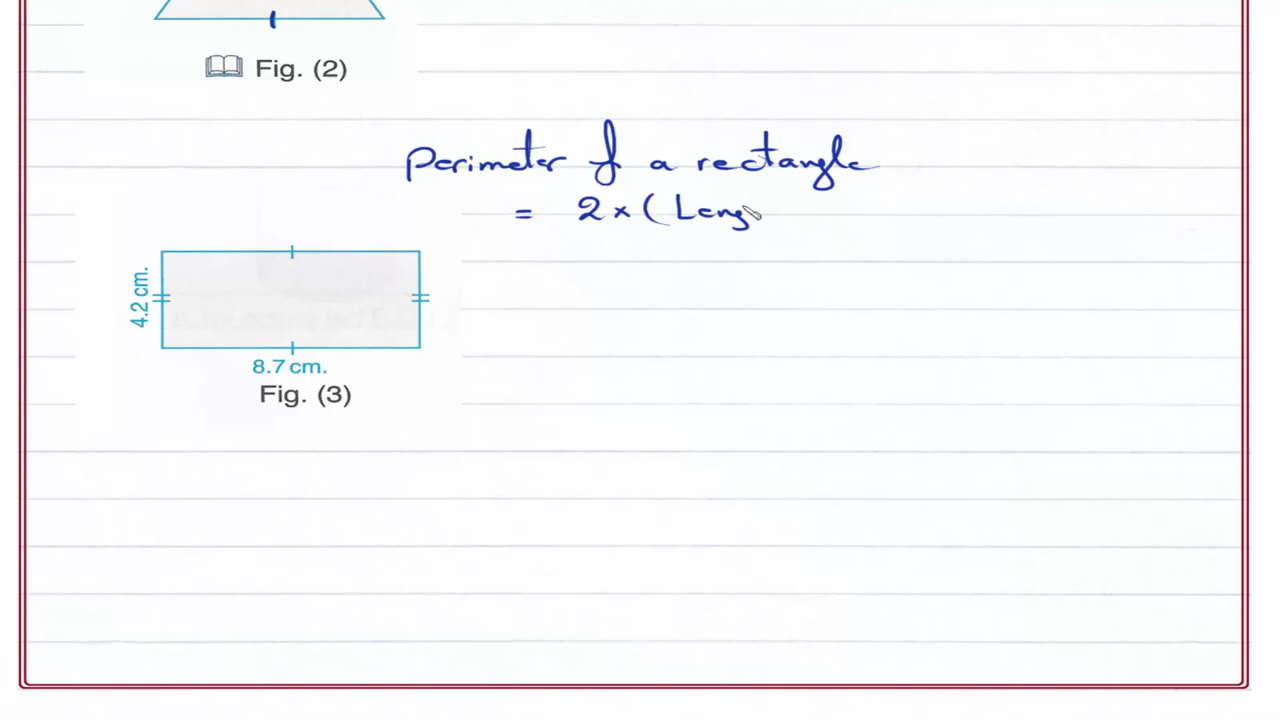 Fig. (2)
Perimeter of a rectangle
= 2 × ( Leng
4.2 cm.
8.7 cm.
Fig. (3)